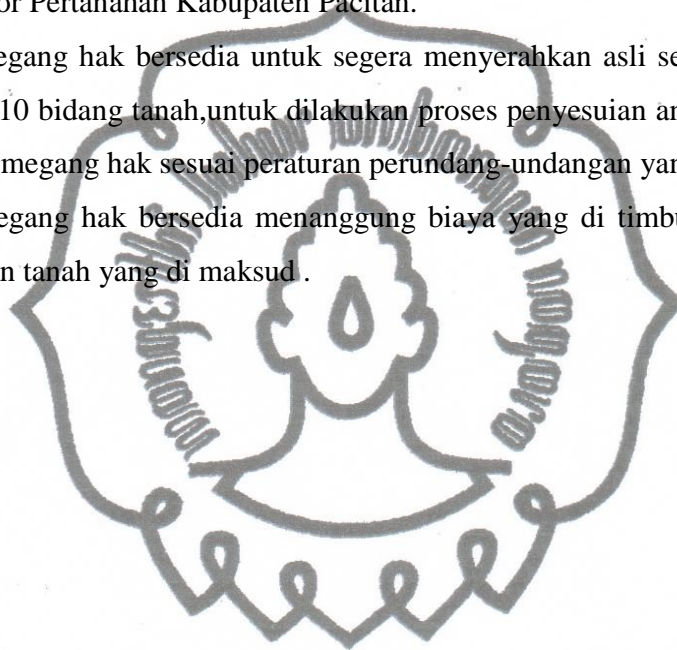 or Pertanahan Kabupaten Pacitan.
egang hak bersedia untuk segera menyerahkan asli se
10 bidang tanah,untuk dilakukan proses penyesuian an
megang hak sesuai peraturan perundang-undangan yan
egang hak bersedia menanggung biaya yang di timbu
n tanah yang di maksud .